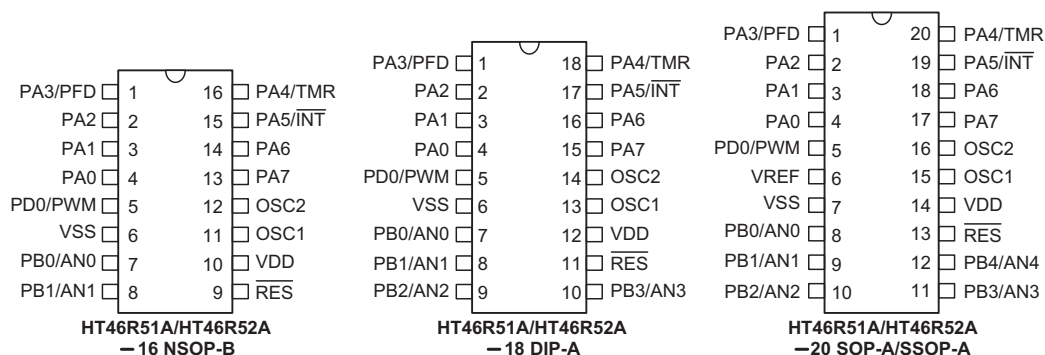 PA3/PFD 1 16 PA4/TMR
PA2 2 15 PA5/INT
PA1 3 14 PA6
PA0 4 13 PA7
PD0/PWM 5 12 OSC2
VSS 6 11 OSC1
PB0/AN0 7 10 VDD
PB1/AN1 8 9 RES
HT46R51A/HT46R52A
—16 NSOP-B
PA3/PFD 1 18 PA4/TMR
PA2 2 17 PA5/INT
PA1 3 16 PA6
PA0 4 15 PA7
PD0/PWM 5 14 OSC2
VSS 6 13 OSC1
PB0/AN0 7 12 VDD
PB1/AN1 8 11 RES
PB2/AN2 9 10 PB3/AN3
HT46R51A/HT46R52A
—18 DIP-A
PA3/PFD 1 20 PA4/TMR
PA2 2 19 PA5/INT
PA1 3 18 PA6
PA0 4 17 PA7
PD0/PWM 5 16 OSC2
VREF 6 15 OSC1
VSS 7 14 VDD
PB0/AN0 8 13 RES
PB1/AN1 9 12 PB4/AN4
PB2/AN2 10 11 PB3/AN3
HT46R51A/HT46R52A
—20 SOP-A/SSOP-A